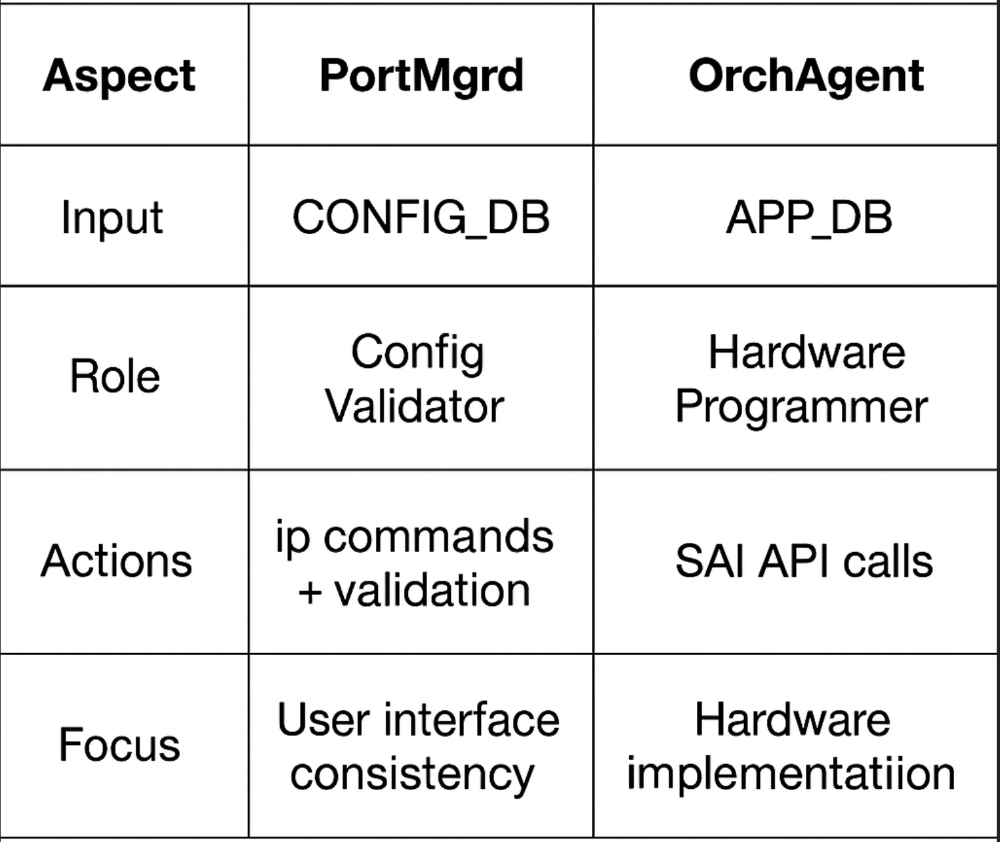 Aspect PortMgrd OrchAgent
Input CONFIG_DB APP_DB
Role
Config
Validator
Hardware
Programmer
Actions
ip commands
+ validation
SAI API calls
Focus
User interface
consistency
Hardware
implementatiion